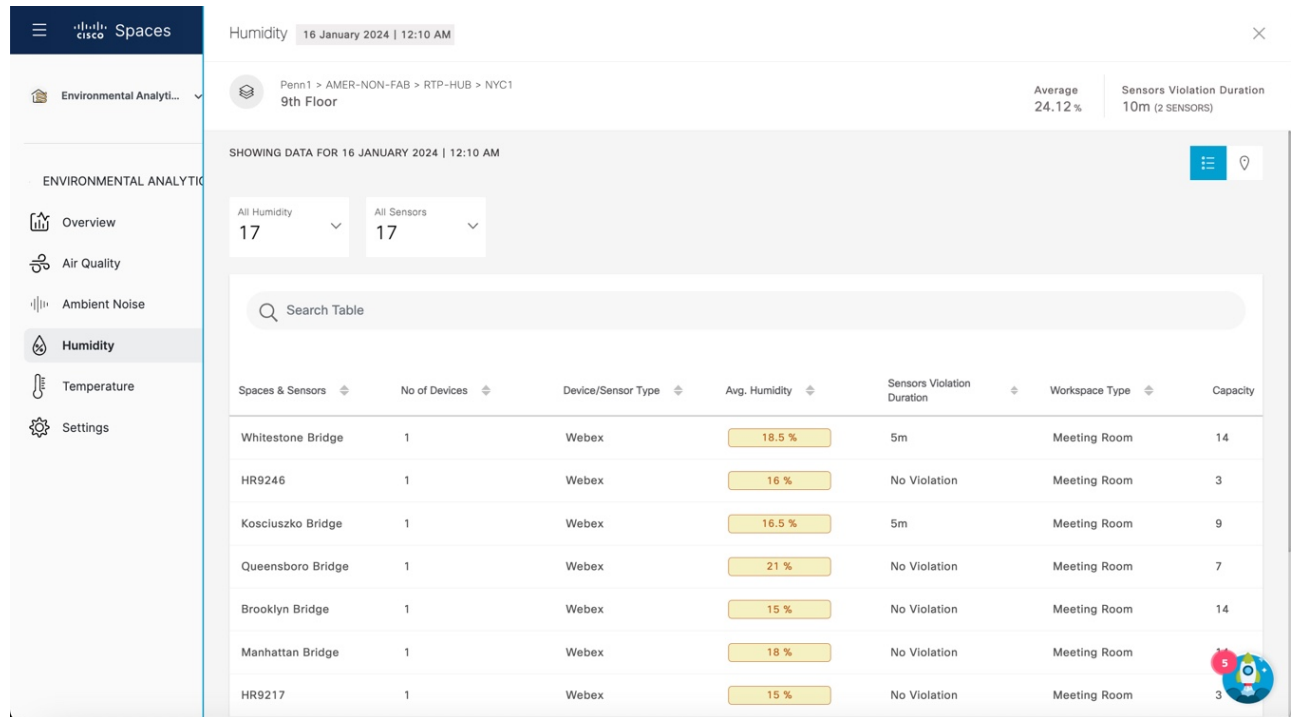 cisco Spaces
Humidity 16 January 2024 | 12:10 AM
Environmental Analyti...
Penn1 > AMER-NON-FAB > RTP-HUB > NYC1
9th Floor
Average
24.12 %
Sensors Violation Duration
10m (2 SENSORS)
SHOWING DATA FOR 16 JANUARY 2024 | 12:10 AM
ENVIRONMENTAL ANALYTIC
Overview
Air Quality
Ambient Noise
Humidity
Temperature
Settings
All Humidity
17
All Sensors
17
Search Table
Spaces & Sensors No of Devices Device/Sensor Type Avg. Humidity Sensors Violation Duration Workspace Type Capacity
Whitestone Bridge 1 Webex 18.5 % 5m Meeting Room 14
HR9246 1 Webex 16 % No Violation Meeting Room 3
Kosciuszko Bridge 1 Webex 16.5 % 5m Meeting Room 9
Queensboro Bridge 1 Webex 21 % No Violation Meeting Room 7
Brooklyn Bridge 1 Webex 15 % No Violation Meeting Room 14
Manhattan Bridge 1 Webex 18 % No Violation Meeting Room
5
HR9217 1 Webex 15 % No Violation Meeting Room 3